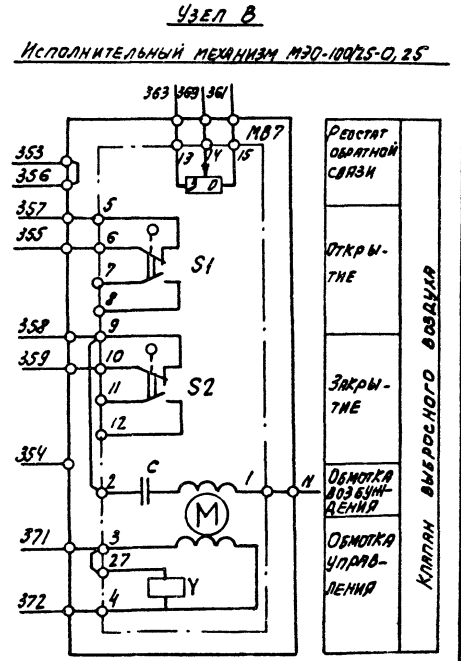 Узел В
Исполнительный механизм МЭО-100/25-0,25
363 369 361
МВ7
13 14 15
З О
353
356
357
355
5
6
7
8
S1
358
359
9
10
11
12
S2
354
2
C
1
N
М
371
3
27
Y
372
4
Реостат
обратной
связи
Откры-
тие
Закры-
тие
Обмотка
возбуж-
дения
Обмотка
управ-
ления
Клапан выбросного воздуха